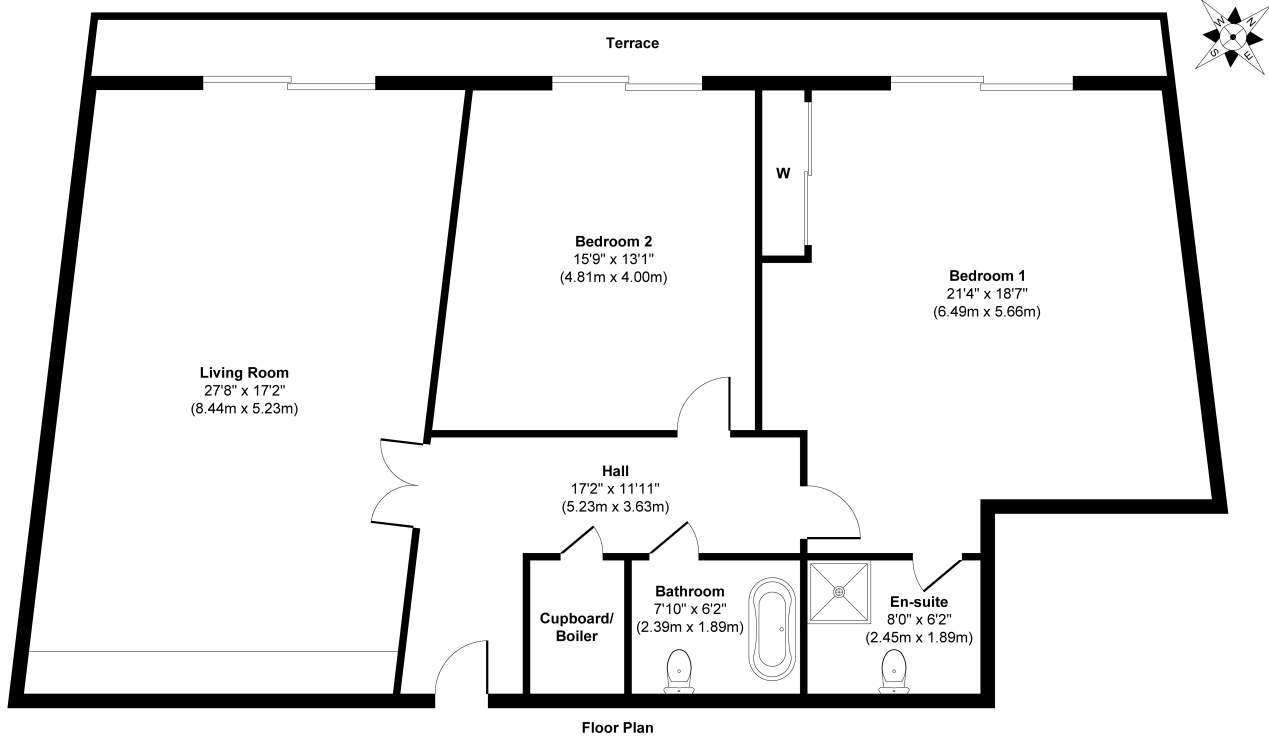 Terrace
W
N
S
E
W
Bedroom 2
15'9" x 13'1"
(4.81m x 4.00m)
Bedroom 1
21'4" x 18'7"
(6.49m x 5.66m)
Living Room
27'8" x 17'2"
(8.44m x 5.23m)
Hall
17'2" x 11'11"
(5.23m x 3.63m)
Cupboard/
Boiler
Bathroom
7'10" x 6'2"
(2.39m x 1.89m)
En-suite
8'0" x 6'2"
(2.45m x 1.89m)
Floor Plan